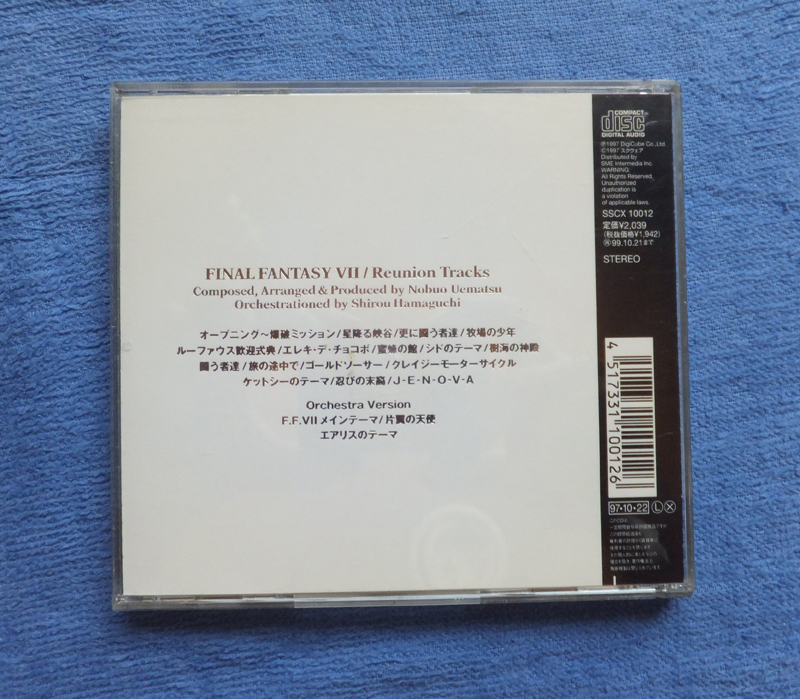 FINAL FANTASY VII / Reunion Tracks
Composed, Arranged & Produced by Nobuo Uematsu
Orchestrationed by Shirou Hamaguchi
オープニング〜爆破ミッション/星降る峡谷/更に闘う者達/牧場の少年
ルーファウス歓迎式典/エレキ・デ・チョコボ/蜜蜂の館/シドのテーマ/樹海の神殿
闘う者達/旅の途中で/ゴールドソーサー/クレイジーモーターサイクル
ケットシーのテーマ/忍びの末裔/J-E-N-O-V-A
Orchestra Version
F.F.VIIメインテーマ/片翼の天使
エアリスのテーマ
COMPACT
disc
DIGITAL AUDIO
℗1997 DigiCube Co.,Ltd.
©1997 スクウェア
Distributed by
SME Intermedia Inc.
WARNING:
All Rights Reserved.
Unauthorized
duplication is
a violation
of applicable laws.
SSCX 10012
定価¥2,039
(税抜価格¥1,942)
99.10.21まで
STEREO
4 517331 100126
97・10・22 Ⓛ Ⓧ